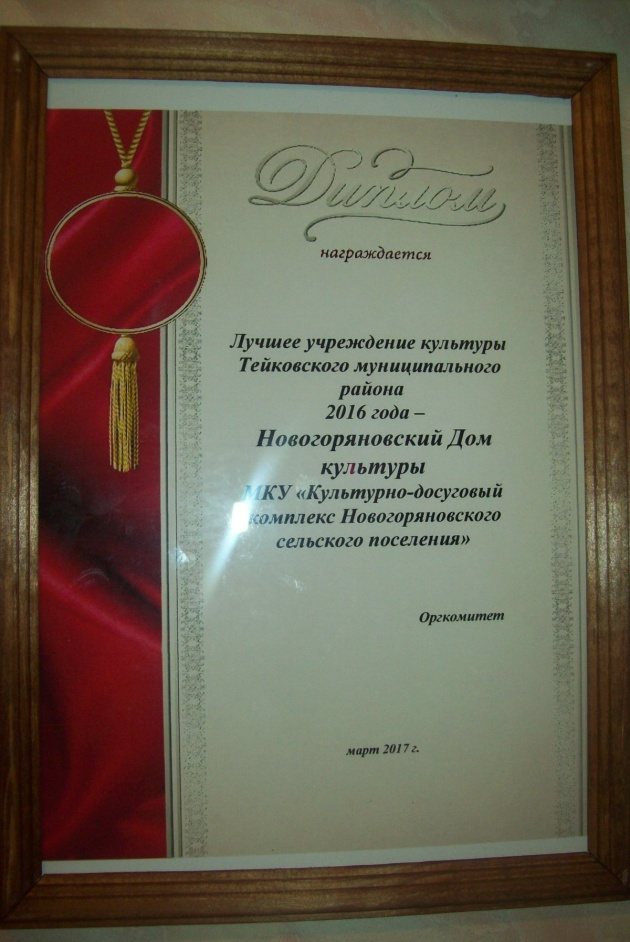 Диплом
награждается
Лучшее учреждение культуры
Тейковского муниципального
района
2016 года –
Новогоряновский Дом
культуры
МКУ «Культурно-досуговый
комплекс Новогоряновского
сельского поселения»
Оргкомитет
март 2017 г.